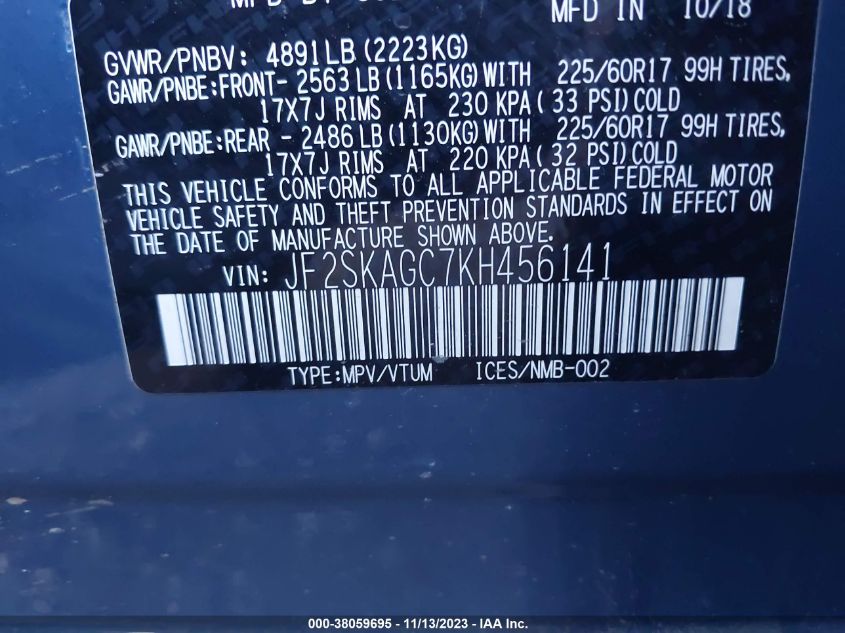 MFD IN 10/18
GVWR/PNBV: 4891LB(2223KG)
GAWR/PNBE:FRONT- 2563LB(1165KG)WITH 225/60R17 99H TIRES,
17X7J RIMS AT 230 KPA( 33 PSI)COLD
GAWR/PNBE:REAR - 2486LB(1130KG)WITH 225/60R17 99H TIRES,
17X7J RIMS AT 220 KPA( 32 PSI)COLD
THIS VEHICLE CONFORMS TO ALL APPLICABLE FEDERAL MOTOR
VEHICLE SAFETY AND THEFT PREVENTION STANDARDS IN EFFECT ON
THE DATE OF MANUFACTURE SHOWN ABOVE.
VIN: JF2SKAGC7KH456141
TYPE:MPV/VTUM ICES/NMB-002
000-38059695 - 11/13/2023 - IAA Inc.